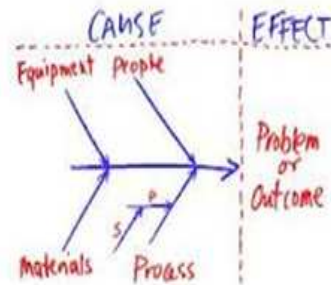 CAUSE EFFECT
Equipment People
Problem
or
Outcome
P
S
Materials Process